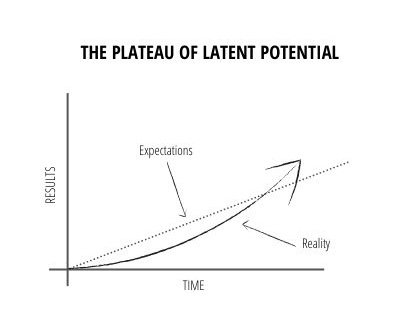 THE PLATEAU OF LATENT POTENTIAL
Expectations
RESULTS
Reality
TIME